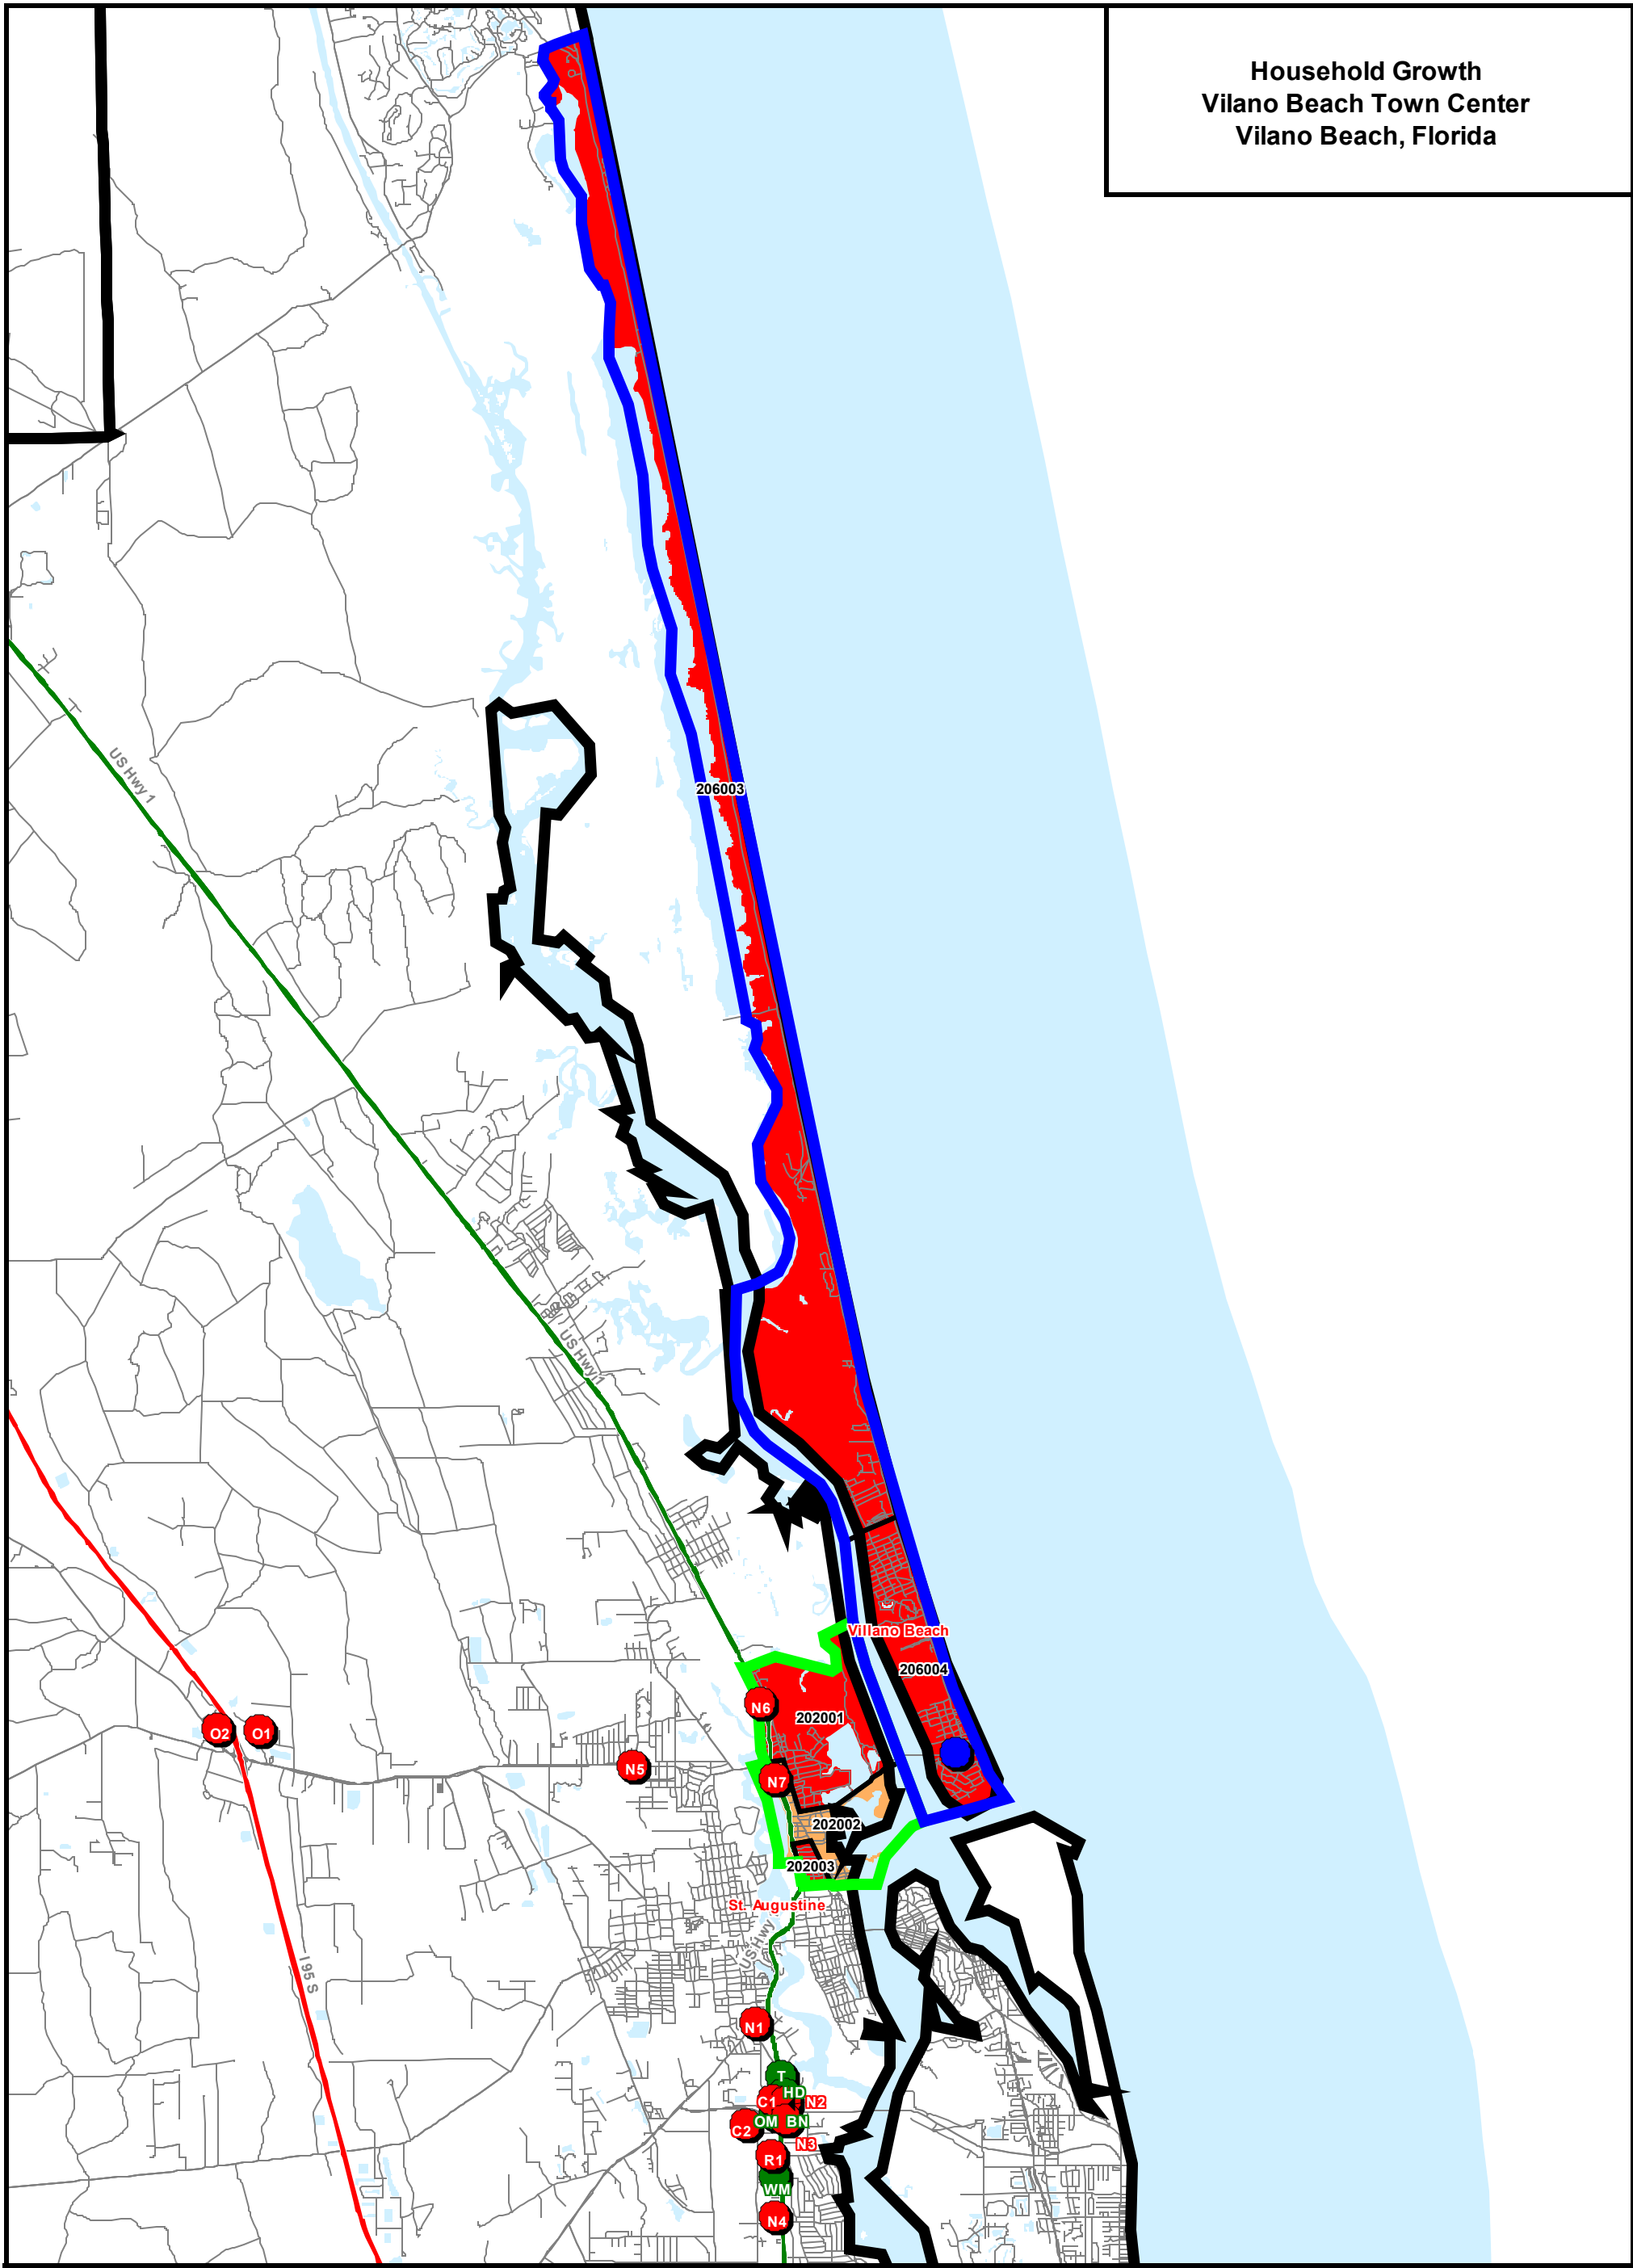 Household Growth
Vilano Beach Town Center
Vilano Beach, Florida
US Hwy 1
206003
US Hwy 1
Villano Beach
206004
N6
202001
O2
O1
N5
N7
202002
202003
St. Augustine
US Hwy
I 95 S
N1
T
HD
C1
N2
OM
BN
C2
N3
R1
WM
N4